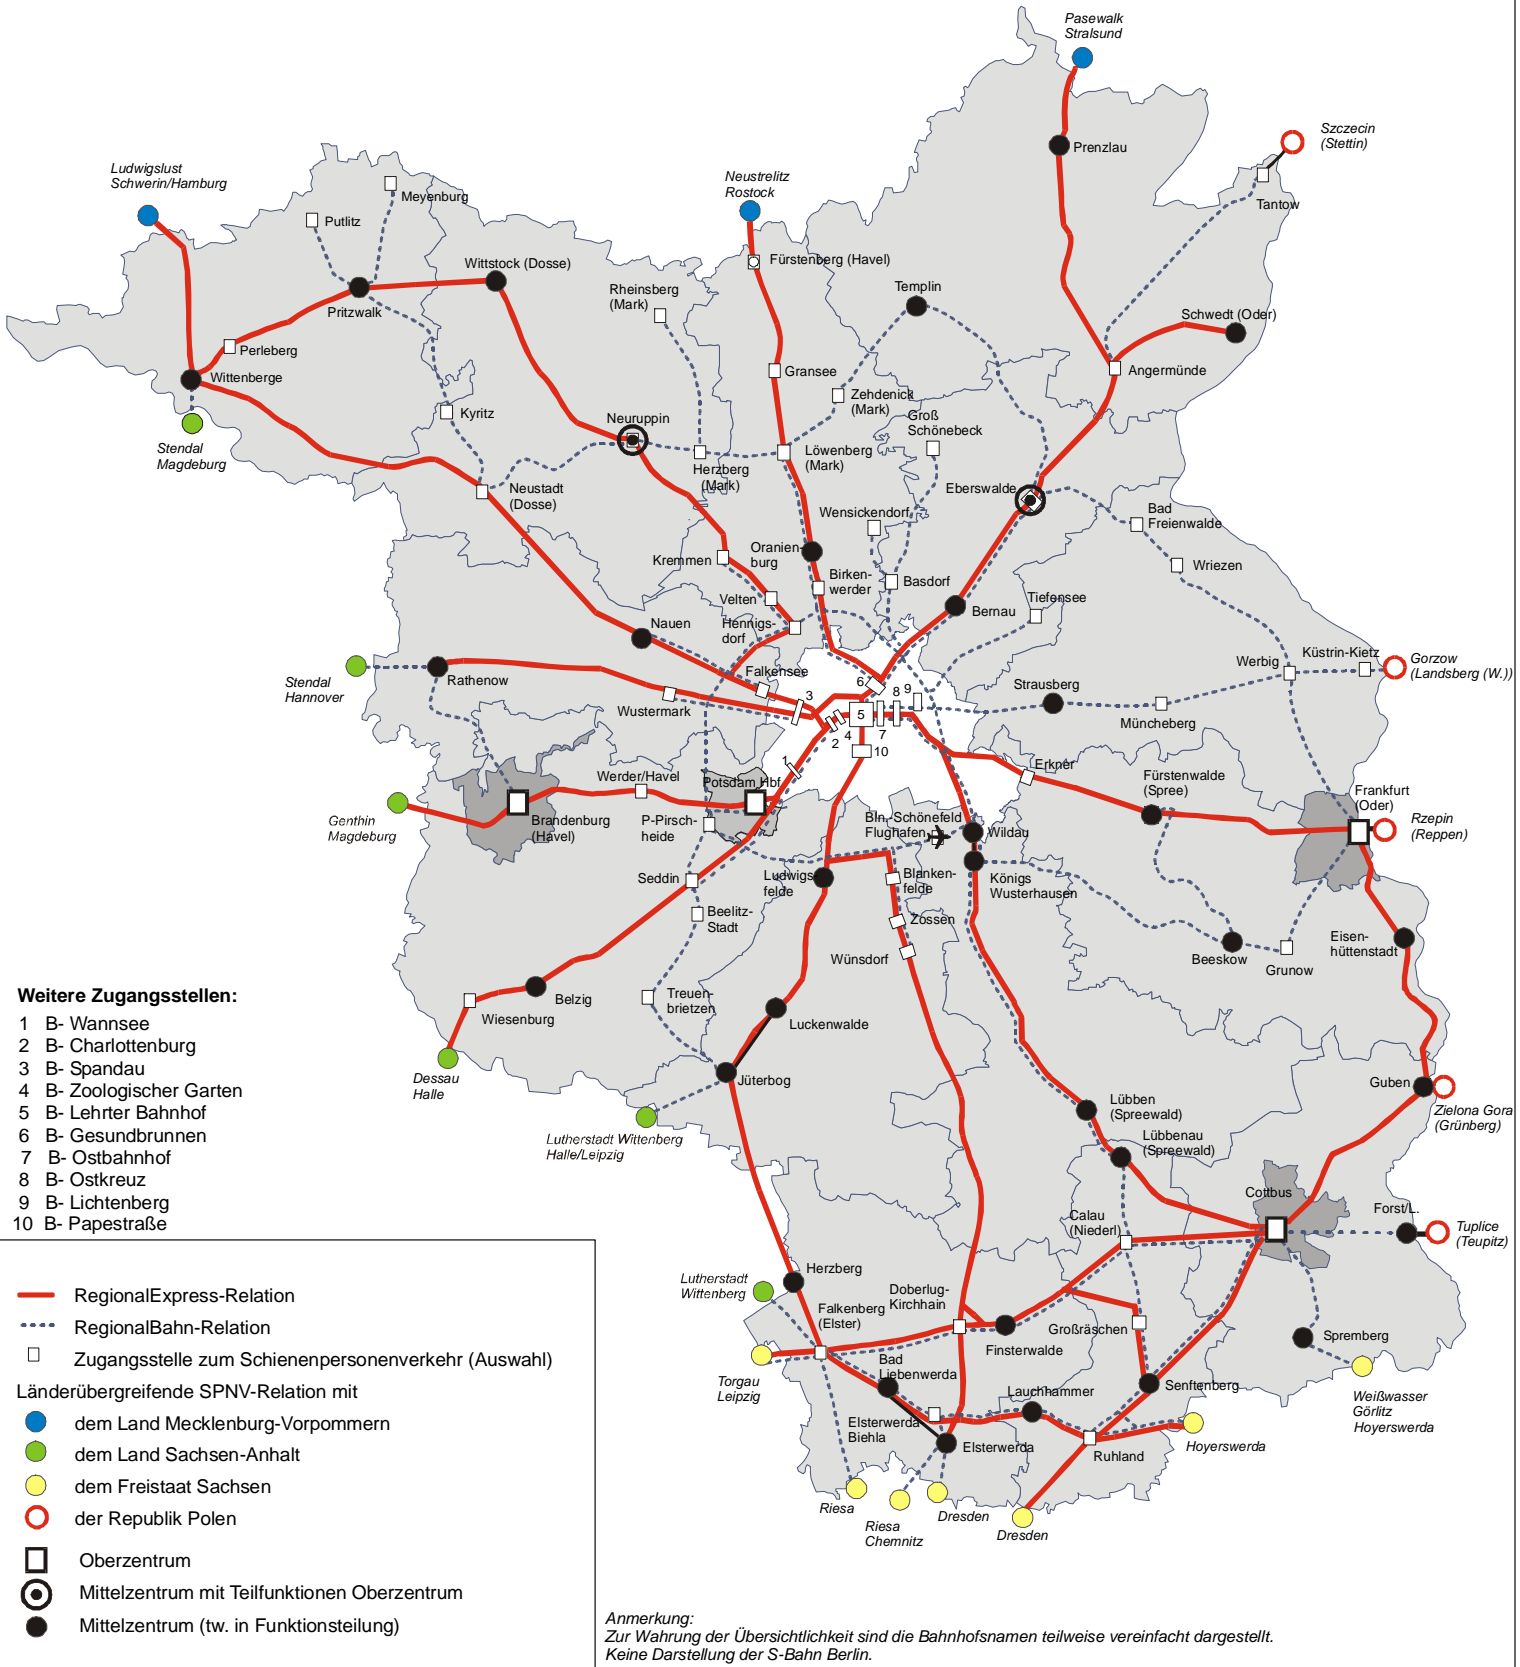 Pasewalk
Stralsund
Szczecin
(Stettin)
Prenzlau
Ludwigslust
Schwerin/Hamburg
Neustrelitz
Rostock
Meyenburg
Tantow
Putlitz
Wittstock (Dosse)
Fürstenberg (Havel)
Templin
Rheinsberg
(Mark)
Pritzwalk
Schwedt (Oder)
Perleberg
Wittenberge
Gransee
Angermünde
Zehdenick
(Mark)
Kyritz
Neuruppin
Groß
Schönebeck
Stendal
Magdeburg
Löwenberg
(Mark)
Herzberg
(Mark)
Neustadt
(Dosse)
Eberswalde
Wensickendorf
Bad
Freienwalde
Kremmen
Oranien-
burg
Wriezen
Birken-
werder
Basdorf
Velten
Tiefensee
Bernau
Nauen
Hennigs-
dorf
Küstrin-Kietz
Werbig
Gorzow
(Landsberg (W.))
Stendal
Hannover
Rathenow
Falkensee
6
8
9
Strausberg
3
Wustermark
5
Müncheberg
4
7
2
10
1
Erkner
Werder/Havel
Potsdam Hbf
Fürstenwalde
(Spree)
Frankfurt
(Oder)
Genthin
Magdeburg
Brandenburg
(Havel)
P-Pirsch-
heide
Bln.-Schönefeld
Flughafen
Wildau
Rzepin
(Reppen)
Seddin
Ludwigs-
felde
Blanken-
felde
Königs
Wusterhausen
Beelitz-
Stadt
Zossen
Wünsdorf
Beeskow
Grunow
Eisen-
hüttenstadt
Belzig
Wiesenburg
Treuen-
brietzen
Luckenwalde
Dessau
Halle
Jüterbog
Guben
Lübben
(Spreewald)
Zielona Gora
(Grünberg)
Lutherstadt Wittenberg
Halle/Leipzig
Lübbenau
(Spreewald)
Cottbus
Forst/L.
Calau
(Niederl)
Tuplice
(Teupitz)
Herzberg
Lutherstadt
Wittenberg
Doberlug-
Kirchhain
Falkenberg
(Elster)
Großräschen
Spremberg
Finsterwalde
Torgau
Leipzig
Bad
Liebenwerda
Lauchhammer
Senftenberg
Weißwasser
Görlitz
Hoyerswerda
Elsterwerda
Biehla
Elsterwerda
Ruhland
Hoyerswerda
Riesa
Riesa
Chemnitz
Dresden
Dresden
Weitere Zugangsstellen:
1 B- Wannsee
2 B- Charlottenburg
3 B- Spandau
4 B- Zoologischer Garten
5 B- Lehrter Bahnhof
6 B- Gesundbrunnen
7 B- Ostbahnhof
8 B- Ostkreuz
9 B- Lichtenberg
10 B- Papestraße
RegionalExpress-Relation
RegionalBahn-Relation
Zugangsstelle zum Schienenpersonenverkehr (Auswahl)
Länderübergreifende SPNV-Relation mit
dem Land Mecklenburg-Vorpommern
dem Land Sachsen-Anhalt
dem Freistaat Sachsen
der Republik Polen
Oberzentrum
Mittelzentrum mit Teilfunktionen Oberzentrum
Mittelzentrum (tw. in Funktionsteilung)
Anmerkung:
Zur Wahrung der Übersichtlichkeit sind die Bahnhofsnamen teilweise vereinfacht dargestellt.
Keine Darstellung der S-Bahn Berlin.